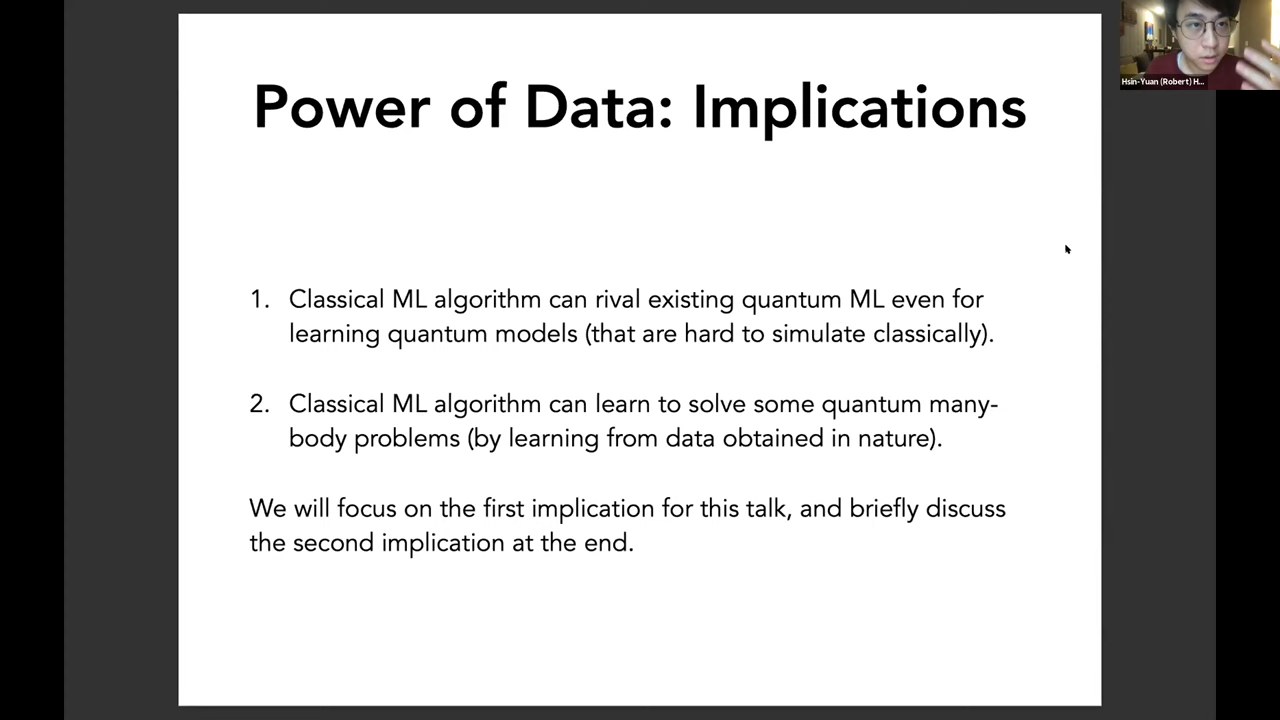 Hsin-Yuan (Robert) H...
Power of Data: Implications
1. Classical ML algorithm can rival existing quantum ML even for
learning quantum models (that are hard to simulate classically).
2. Classical ML algorithm can learn to solve some quantum many-
body problems (by learning from data obtained in nature).
We will focus on the first implication for this talk, and briefly discuss
the second implication at the end.